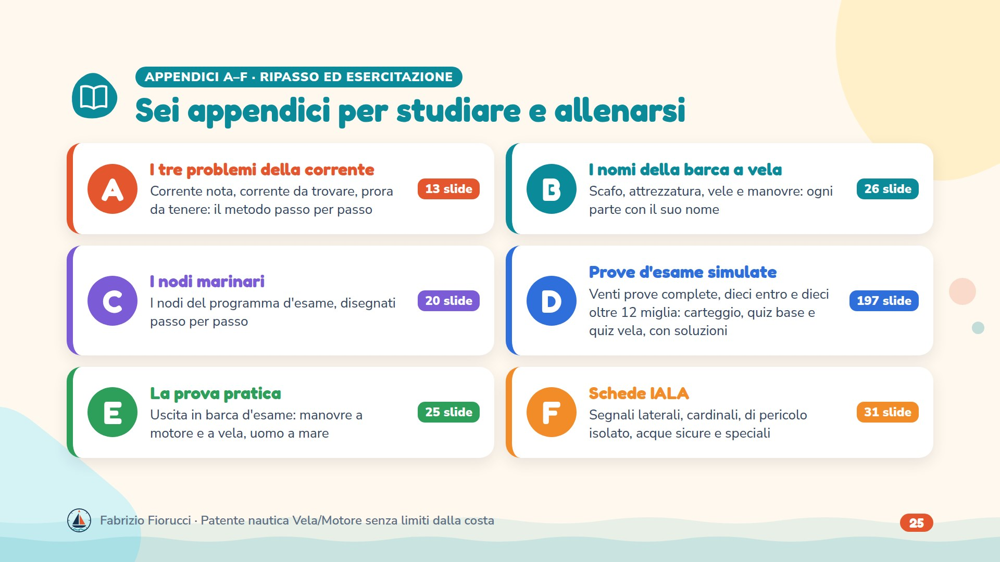 APPENDICI A–F · RIPASSO ED ESERCITAZIONE
Sei appendici per studiare e allenarsi
A
I tre problemi della corrente
Corrente nota, corrente da trovare, prora
da tenere: il metodo passo per passo
13 slide
B
I nomi della barca a vela
Scafo, attrezzatura, vele e manovre: ogni
parte con il suo nome
26 slide
C
I nodi marinari
I nodi del programma d'esame, disegnati
passo per passo
20 slide
D
Prove d'esame simulate
Venti prove complete, dieci entro e dieci
oltre 12 miglia: carteggio, quiz base e
quiz vela, con soluzioni
197 slide
E
La prova pratica
Uscita in barca d'esame: manovre a
motore e a vela, uomo a mare
25 slide
F
Schede IALA
Segnali laterali, cardinali, di pericolo
isolato, acque sicure e speciali
31 slide
Fabrizio Fiorucci · Patente nautica Vela/Motore senza limiti dalla costa
25